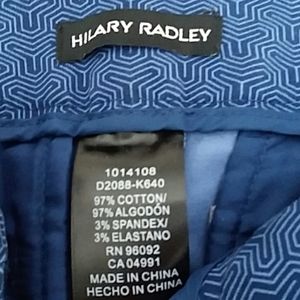 HILARY RADLEY
1014108
D2088-K640
97% COTTON/
97% ALGODÓN
3% SPANDEX/
3% ELASTANO
RN 96092
CA 04991
MADE IN CHINA
HECHO IN CHINA